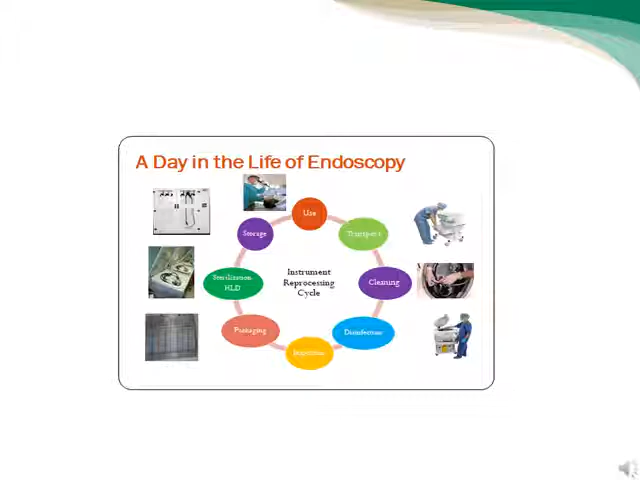 A Day in the Life of Endoscopy
Use
Storage
Transport
Sterilization
HLD
Instrument
Reprocessing
Cycle
Cleaning
Packaging
Disinfection
Inspection